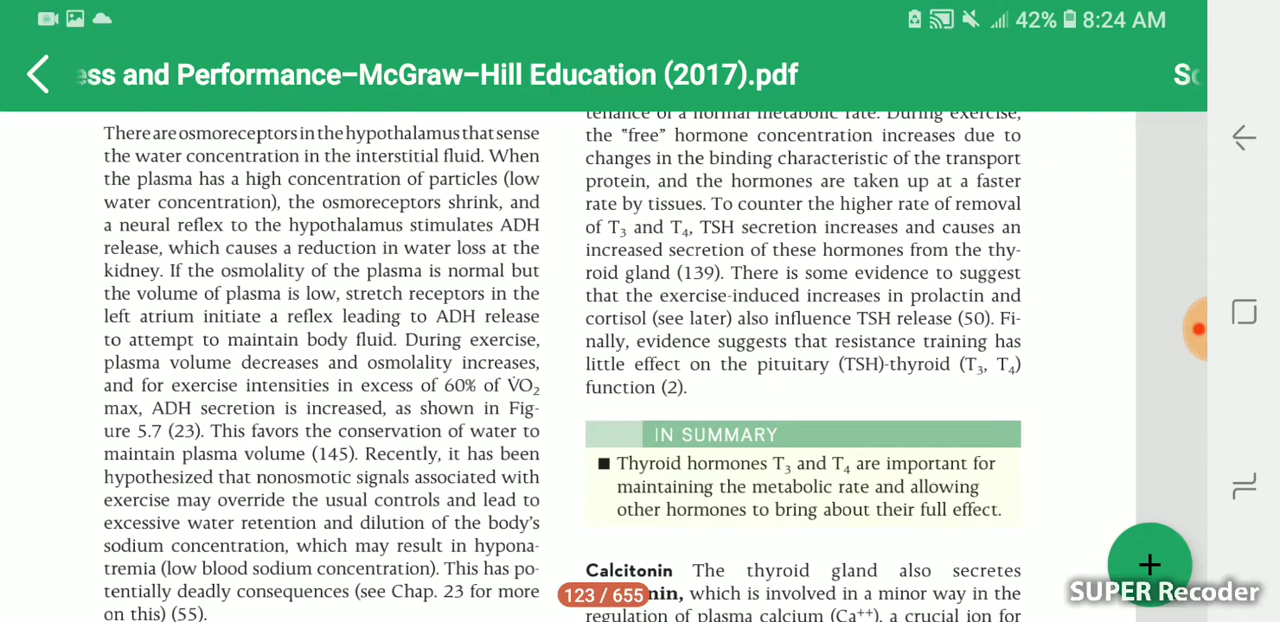 42% 8:24 AM
ess and Performance–McGraw–Hill Education (2017).pdf
There are osmoreceptors in the hypothalamus that sense
the water concentration in the interstitial fluid. When
the plasma has a high concentration of particles (low
water concentration), the osmoreceptors shrink, and
a neural reflex to the hypothalamus stimulates ADH
release, which causes a reduction in water loss at the
kidney. If the osmolality of the plasma is normal but
the volume of plasma is low, stretch receptors in the
left atrium initiate a reflex leading to ADH release
to attempt to maintain body fluid. During exercise,
plasma volume decreases and osmolality increases,
and for exercise intensities in excess of 60% of V̇O₂
max, ADH secretion is increased, as shown in Fig-
ure 5.7 (23). This favors the conservation of water to
maintain plasma volume (145). Recently, it has been
hypothesized that nonosmotic signals associated with
exercise may override the usual controls and lead to
excessive water retention and dilution of the body's
sodium concentration, which may result in hypona-
tremia (low blood sodium concentration). This has po-
tentially deadly consequences (see Chap. 23 for more
on this) (55).
tenance of a normal metabolic rate. During exercise,
the "free" hormone concentration increases due to
changes in the binding characteristic of the transport
protein, and the hormones are taken up at a faster
rate by tissues. To counter the higher rate of removal
of T₃ and T₄, TSH secretion increases and causes an
increased secretion of these hormones from the thy-
roid gland (139). There is some evidence to suggest
that the exercise-induced increases in prolactin and
cortisol (see later) also influence TSH release (50). Fi-
nally, evidence suggests that resistance training has
little effect on the pituitary (TSH)-thyroid (T₃, T₄)
function (2).
IN SUMMARY
■ Thyroid hormones T₃ and T₄ are important for
maintaining the metabolic rate and allowing
other hormones to bring about their full effect.
Calcitonin The thyroid gland also secretes
nin, which is involved in a minor way in the
regulation of plasma calcium (Ca⁺⁺), a crucial ion for
123 / 655
+
SUPER Recoder